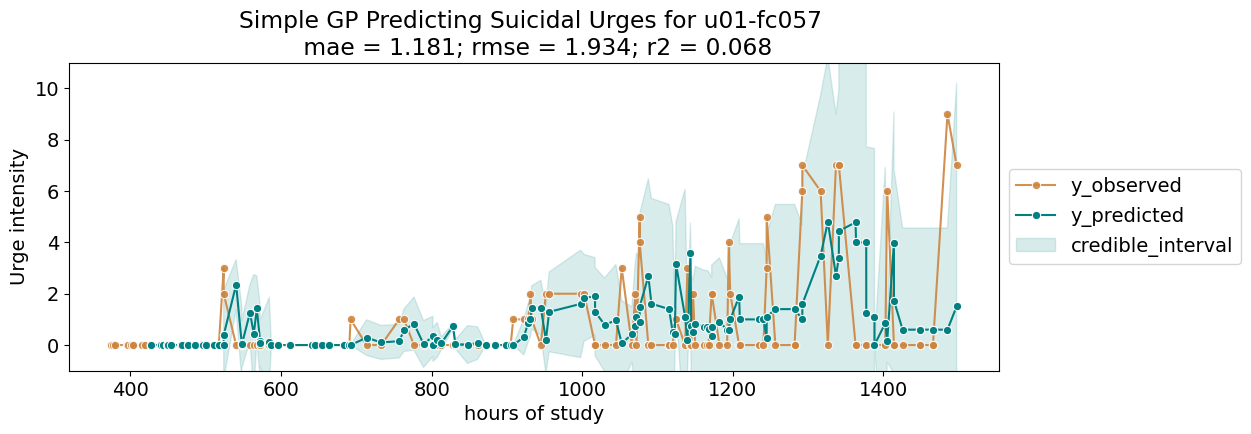 Simple GP Predicting Suicidal Urges for u01-fc057
mae = 1.181; rmse = 1.934; r2 = 0.068
Urge intensity
10
8
6
4
2
0
400 600 800 1000 1200 1400
hours of study
y_observed
y_predicted
credible_interval